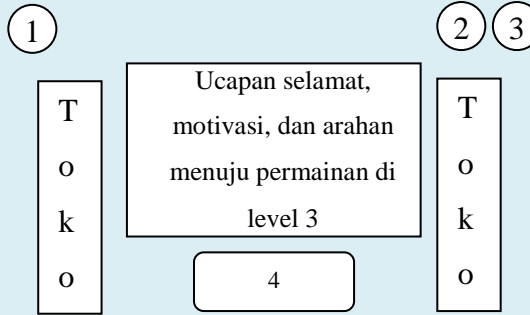 1
2
3
T
o
k
o
Ucapan selamat,
motivasi, dan arahan
menuju permainan di
level 3
4
T
o
k
o